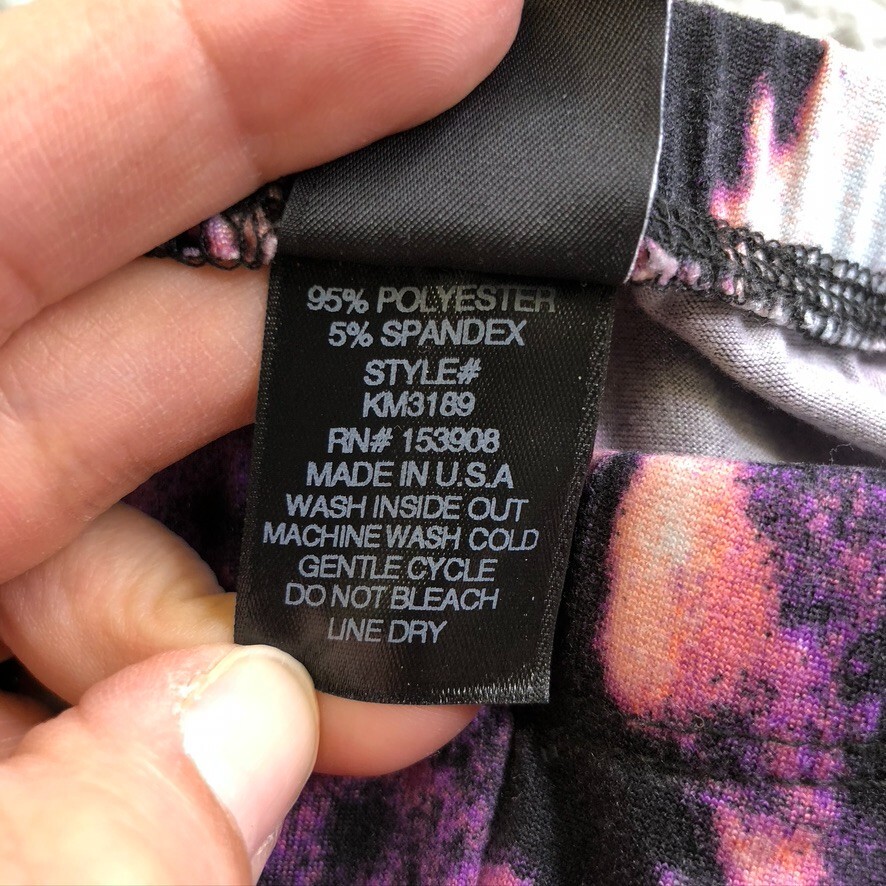 95% POLYESTER
5% SPANDEX
STYLE#
KM3189
RN# 153908
MADE IN U.S.A
WASH INSIDE OUT
MACHINE WASH COLD
GENTLE CYCLE
DO NOT BLEACH
LINE DRY